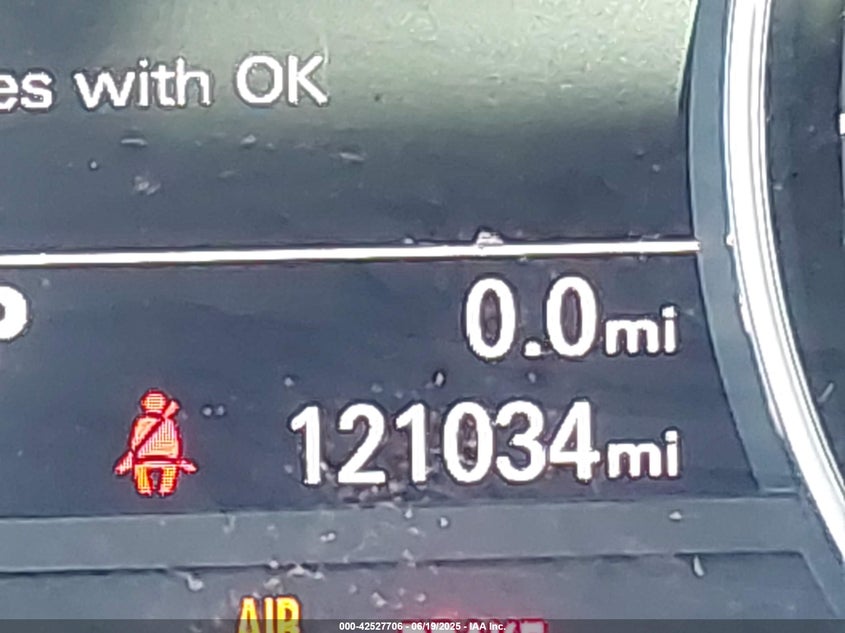 es with OK
0.0mi
121034mi
AIR
000-42527706 - 06/19/2025 - IAA Inc.